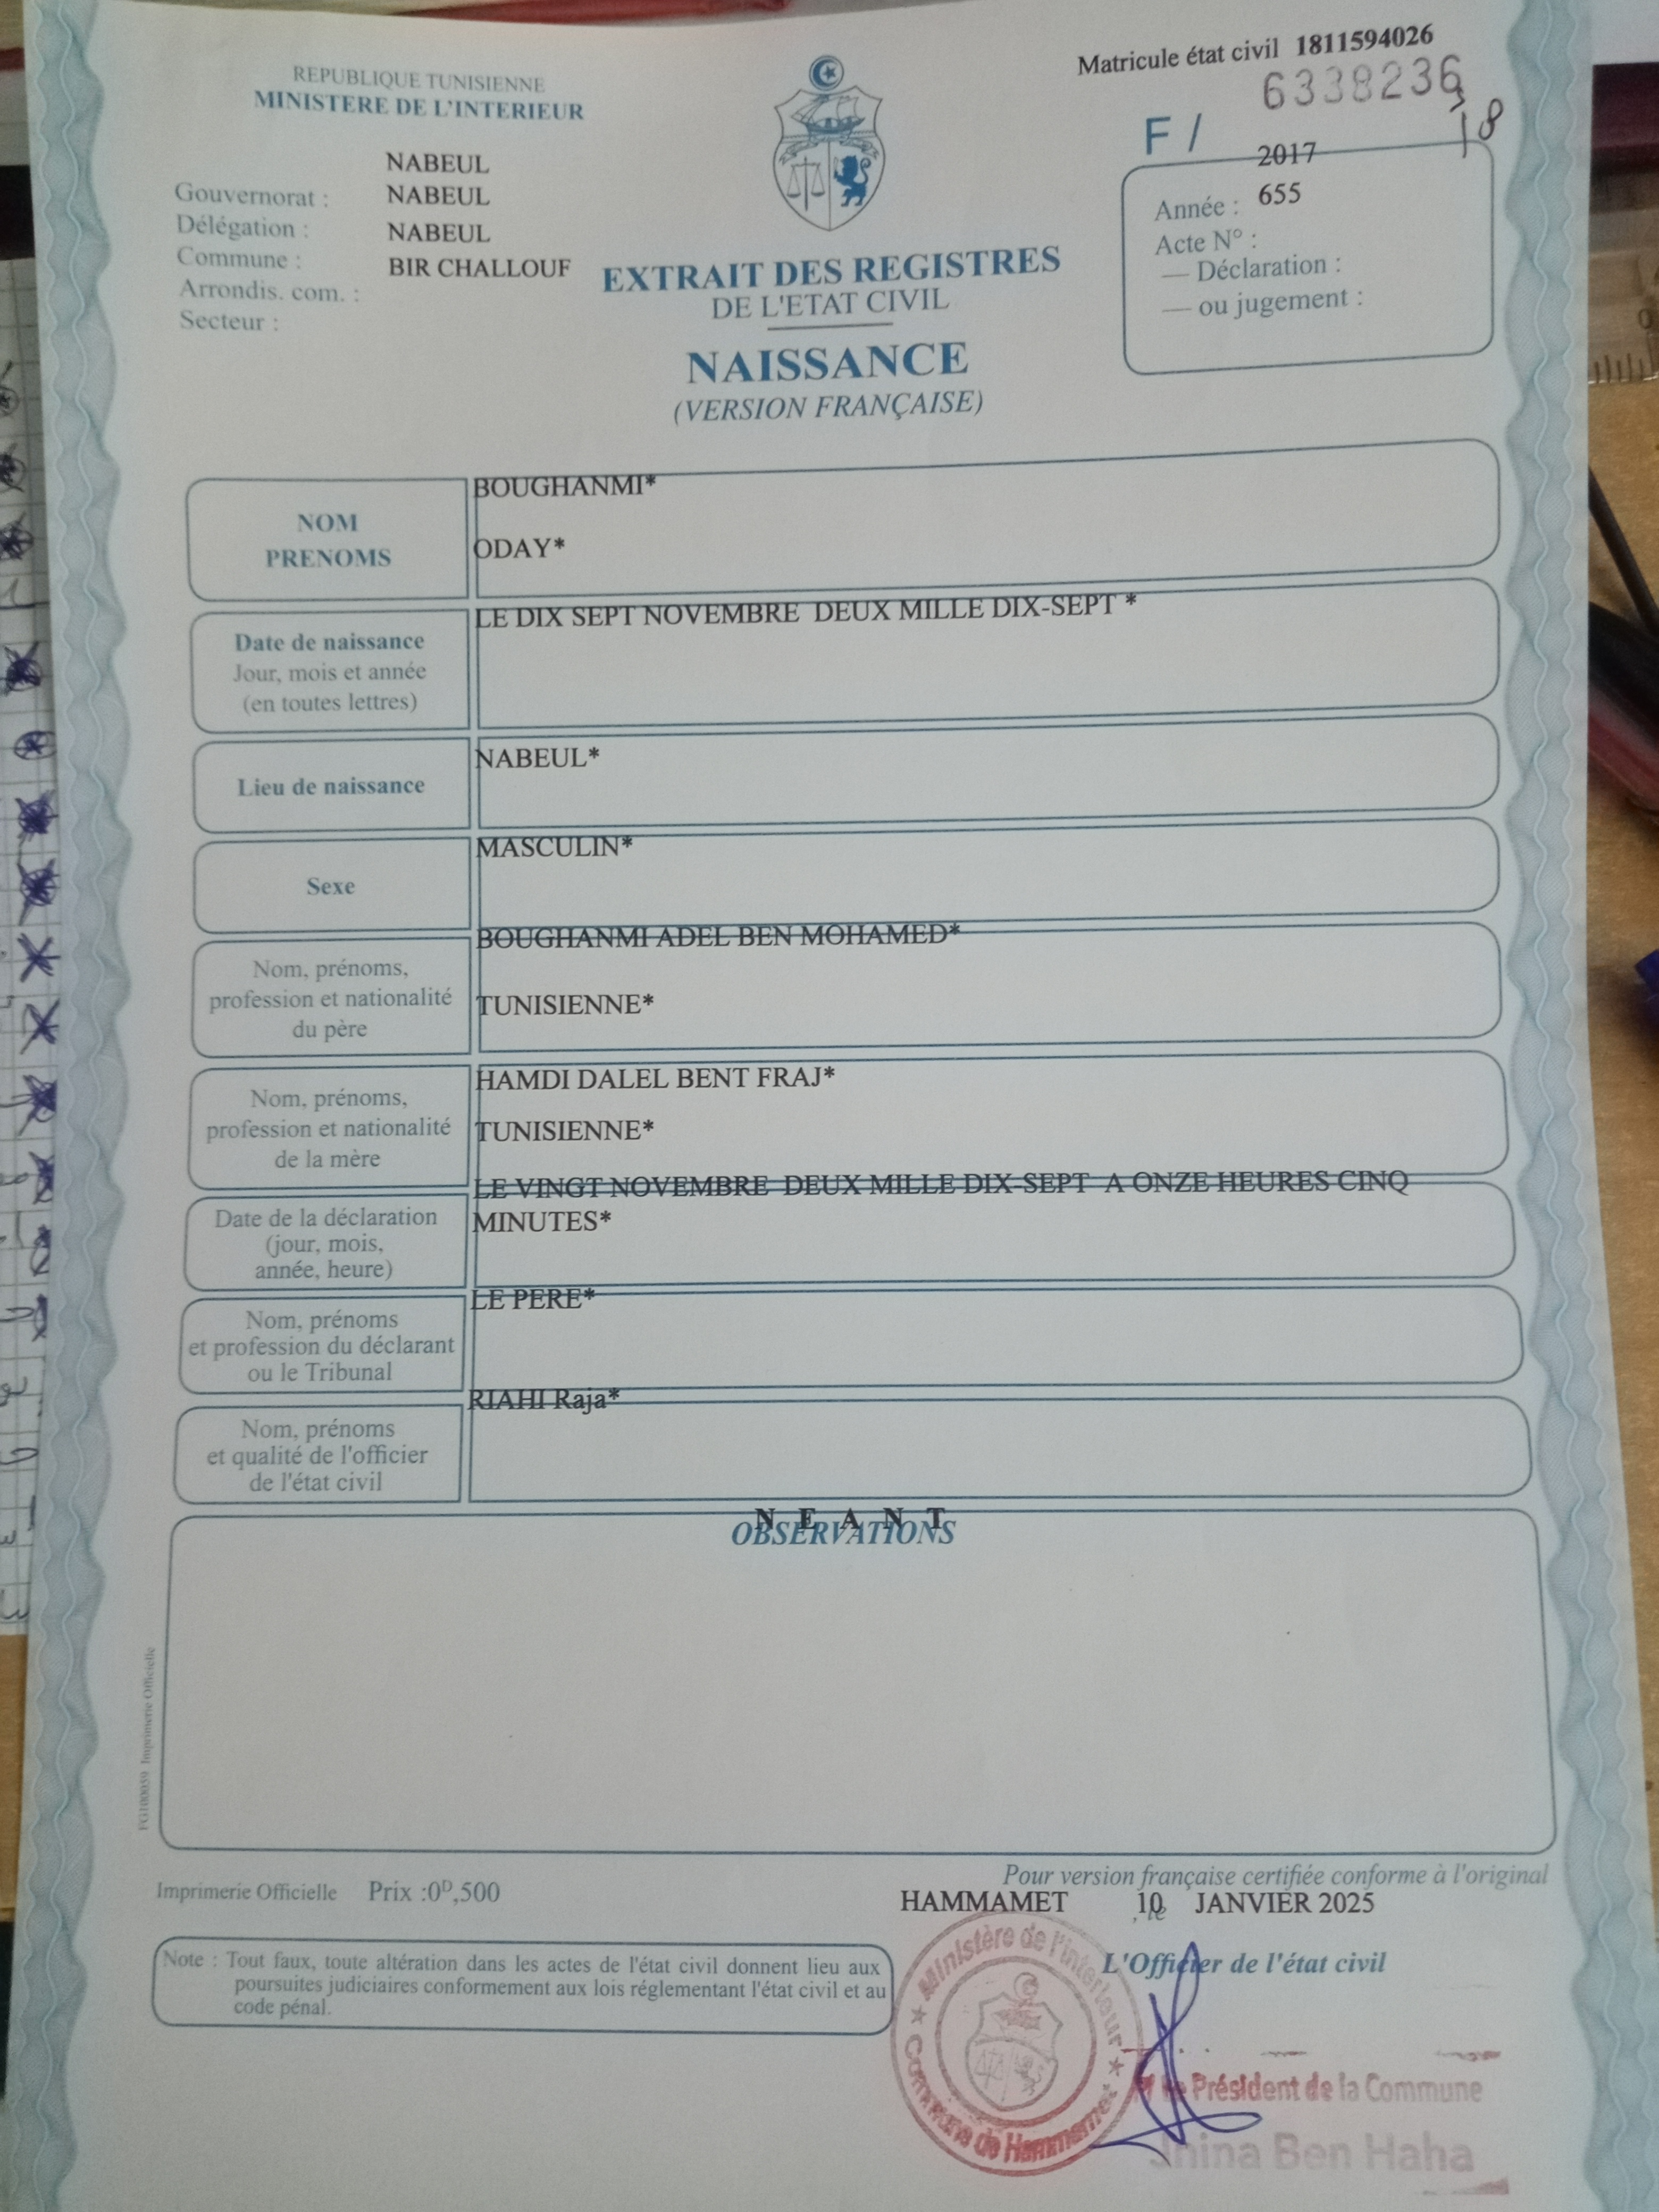 REPUBLIQUE TUNISIENNE
MINISTERE DE L'INTERIEUR
Matricule état civil 1811594026
6338236
F /
18
NABEUL
Gouvernorat : NABEUL
Délégation : NABEUL
Commune : BIR CHALLOUF
Arrondis. com. :
Secteur :
EXTRAIT DES REGISTRES
DE L'ETAT CIVIL
NAISSANCE
(VERSION FRANÇAISE)
2017
Année : 655
Acte N° :
— Déclaration :
— ou jugement :
NOM
PRENOMS
BOUGHANMI*
ODAY*
Date de naissance
Jour, mois et année
(en toutes lettres)
LE DIX SEPT NOVEMBRE DEUX MILLE DIX-SEPT *
Lieu de naissance
NABEUL*
Sexe
MASCULIN*
Nom, prénoms,
profession et nationalité
du père
BOUGHANMI ADEL BEN MOHAMED*
TUNISIENNE*
Nom, prénoms,
profession et nationalité
de la mère
HAMDI DALEL BENT FRAJ*
TUNISIENNE*
Date de la déclaration
(jour, mois,
année, heure)
LE VINGT NOVEMBRE DEUX MILLE DIX-SEPT A ONZE HEURES CINQ
MINUTES*
Nom, prénoms
et profession du déclarant
ou le Tribunal
LE PERE*
Nom, prénoms
et qualité de l'officier
de l'état civil
RIAHI Raja*
N E A N T
OBSERVATIONS
FG100059 Imprimerie Officielle
Imprimerie Officielle Prix :0ᴰ,500
Pour version française certifiée conforme à l'original
HAMMAMET , le 10 JANVIER 2025
L'Officier de l'état civil
Note : Tout faux, toute altération dans les actes de l'état civil donnent lieu aux
poursuites judiciaires conformement aux lois réglementant l'état civil et au
code pénal.
Ministère de l'intérieur
Commune de Hammamet
Président de la Commune
Ben Haha